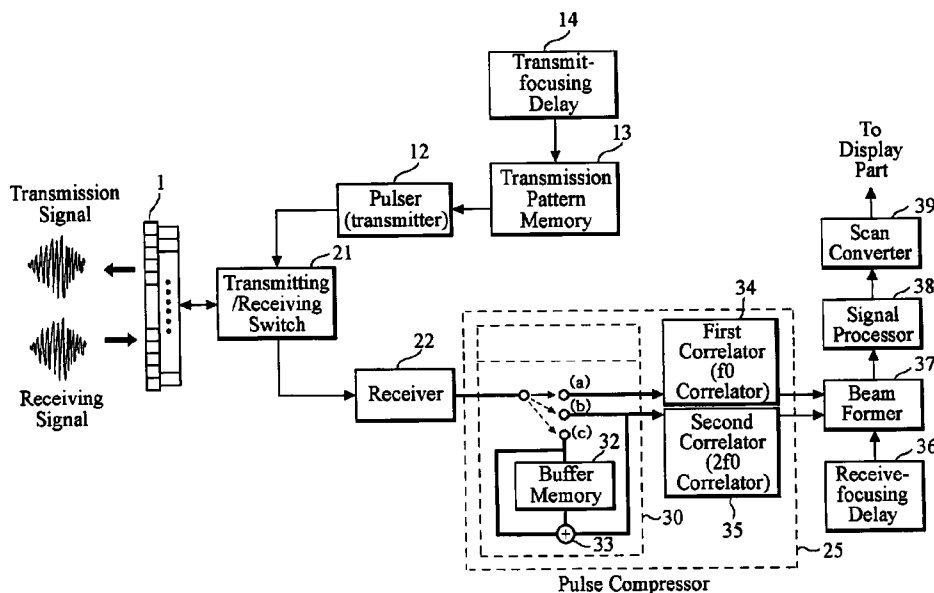 14
Transmit-
focusing
Delay
13
Transmission
Pattern
Memory
12
Pulser
(transmitter)
Transmission
Signal
1
Receiving
Signal
21
Transmitting
/Receiving
Switch
22
Receiver
To
Display
Part
39
Scan
Converter
38
Signal
Processor
37
Beam
Former
36
Receive-
focusing
Delay
34
First
Correlator
(f0
Correlator)
Second
Correlator
(2f0
Correlator)
35
(a)
(b)
(c)
32
Buffer
Memory
+
33
30
25
Pulse Compressor